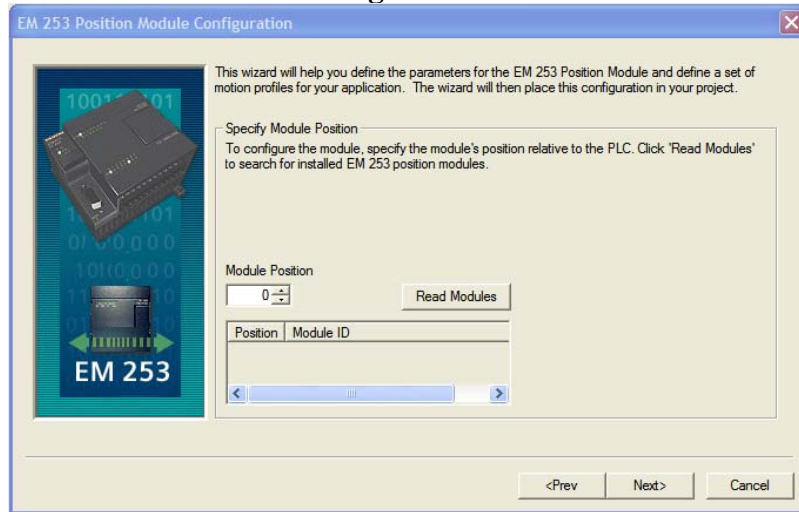 EM 253 Position Module Configuration
This wizard will help you define the parameters for the EM 253 Position Module and define a set of
motion profiles for your application. The wizard will then place this configuration in your project.
Specify Module Position
To configure the module, specify the module's position relative to the PLC. Click 'Read Modules'
to search for installed EM 253 position modules.
Module Position
0
Read Modules
Position Module ID
EM 253
<Prev Next> Cancel